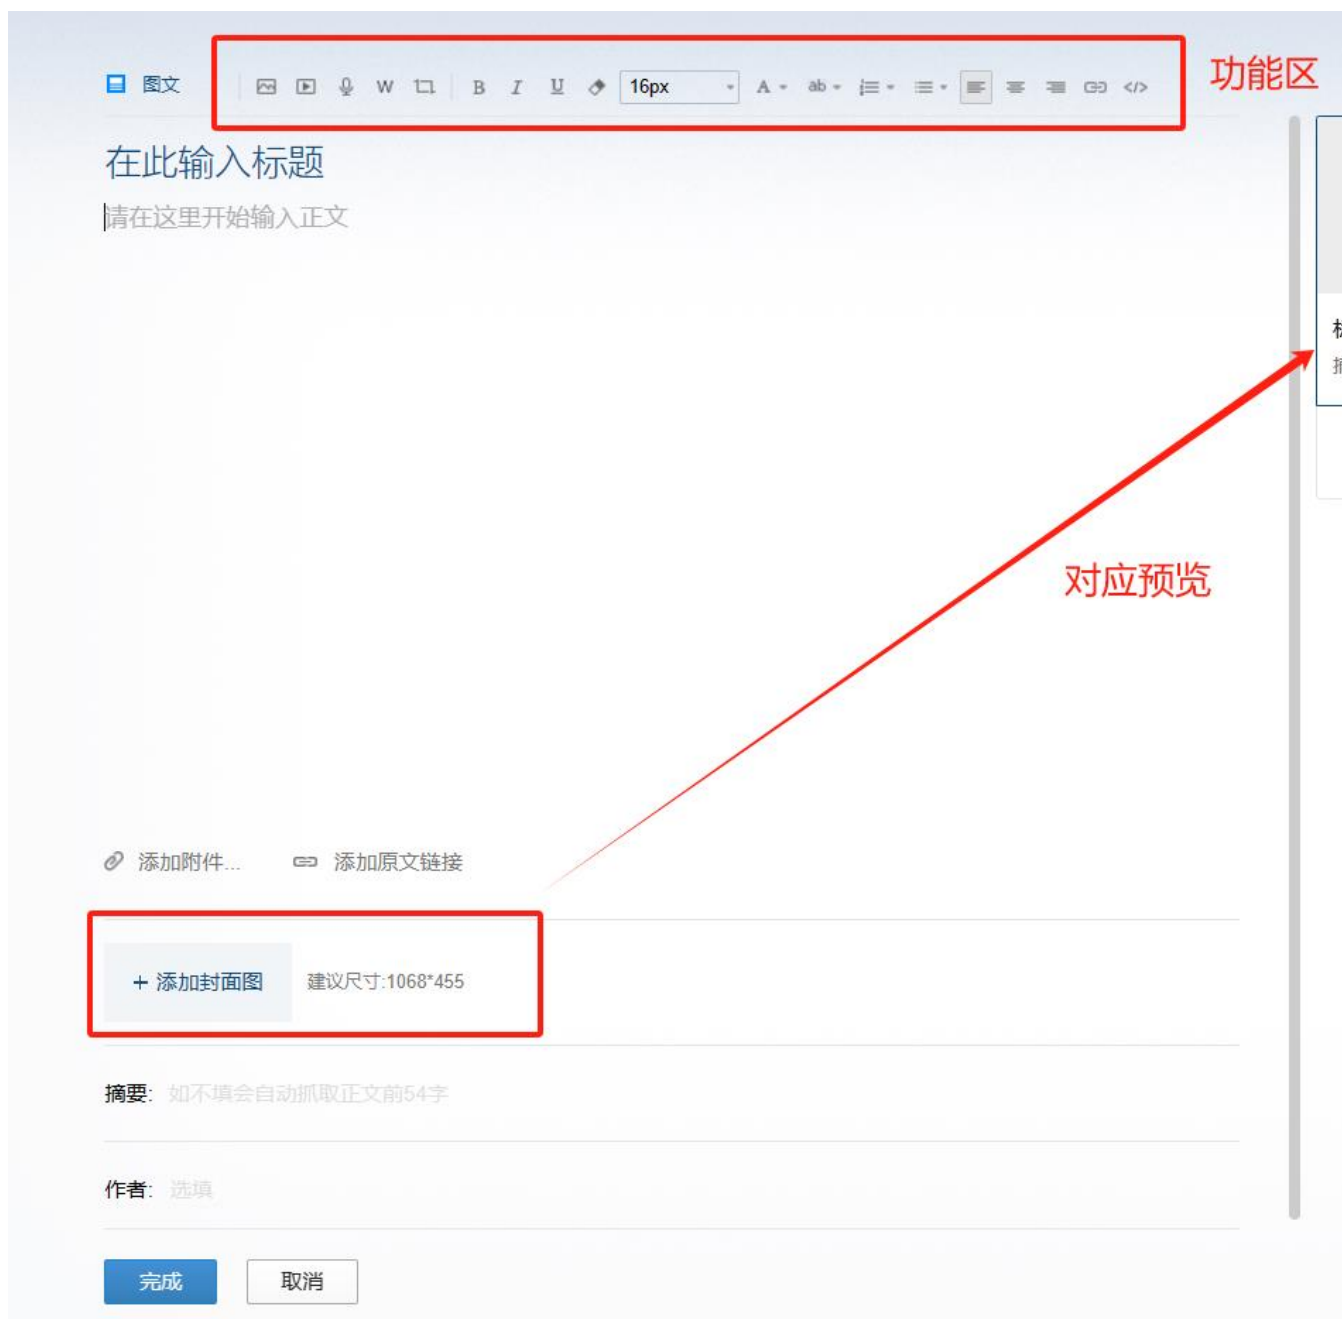 图文 W B I U 16px A ab </> 功能区
在此输入标题
请在这里开始输入正文
对应预览
添加附件... 添加原文链接
+ 添加封面图 建议尺寸:1068*455
摘要: 如不填会自动抓取正文前54字
作者: 选填
完成 取消